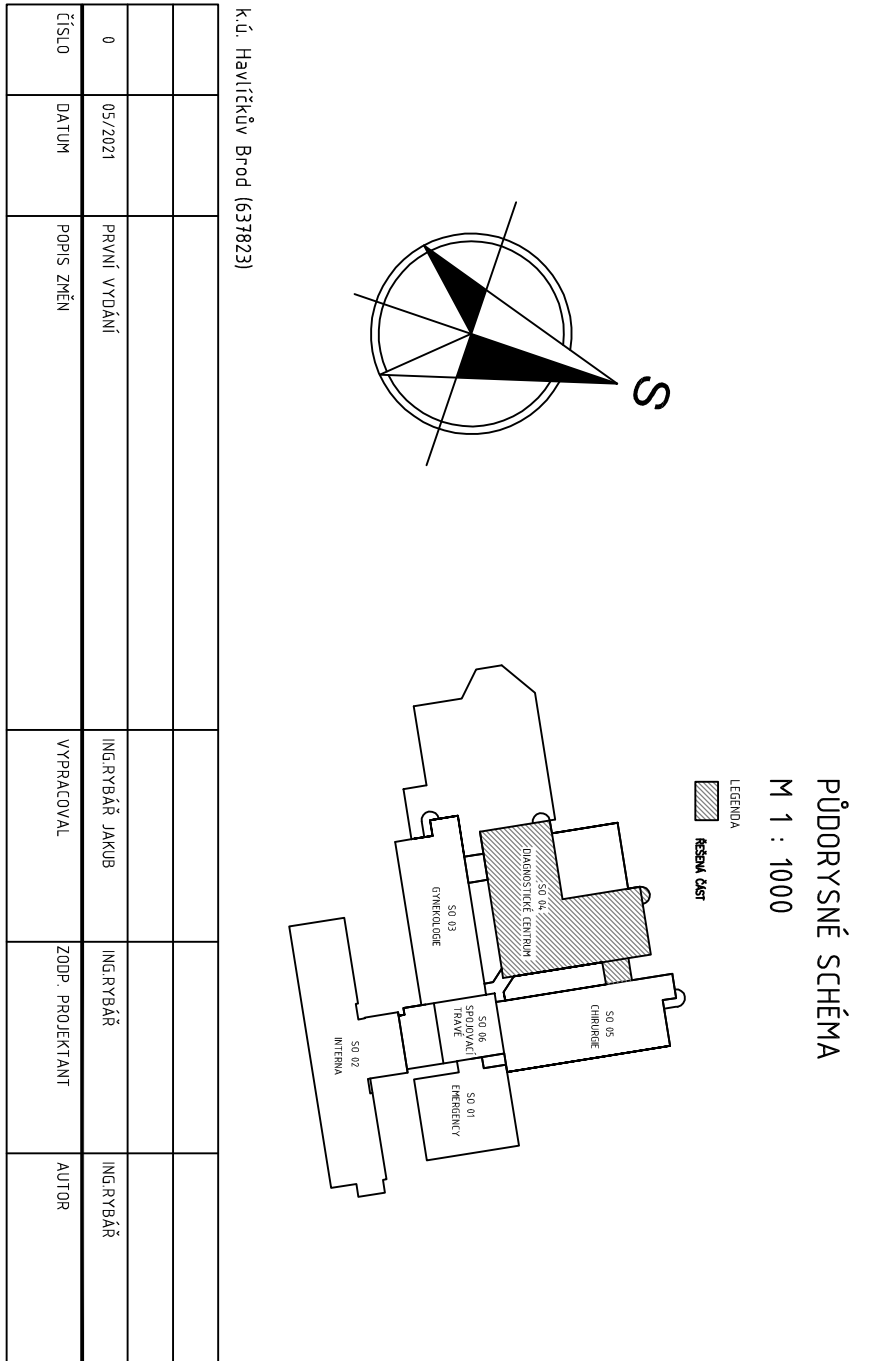 PŮDORYSNÉ SCHÉMA
M 1 : 1000
LEGENDA
ŘEŠENÁ ČÁST
S
SO 04
DIAGNOSTICKÉ CENTRUM
SO 05
CHIRURGIE
SO 03
GYNEKOLOGIE
SO 06
SPOJOVACÍ
TRAVÉ
SO 01
EMERGENCY
SO 02
INTERNA
k.ú. Havlíčkův Brod (637823)
0 05/2021 PRVNÍ VYDÁNÍ ING.RYBÁŘ JAKUB ING.RYBÁŘ ING.RYBÁŘ
ČÍSLO DATUM POPIS ZMĚN VYPRACOVAL ZODP. PROJEKTANT AUTOR